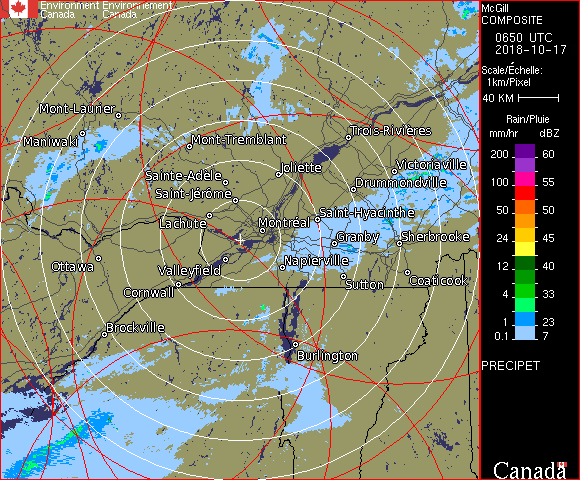 Environment Environnement
Canada Canada
McGill
COMPOSITE
0650 UTC
2018-10-17
Scale/Échelle:
1km/Pixel
40 KM
Rain/Pluie
mm/hr dBZ
200 60
150 57
100 55
50 50
24 45
12 40
4 33
1 23
0.1 7
PRECIPET
Canada
Mont-Laurier
Maniwaki
Mont-Tremblant
Trois-Rivières
Joliette
Victoriaville
Sainte-Adèle
Drummondville
Saint-Jérôme
Lachute
Saint-Hyacinthe
Montréal
Granby
Sherbrooke
Ottawa
Valleyfield
Napierville
Cornwall
Sutton
Coaticook
Brockville
Burlington